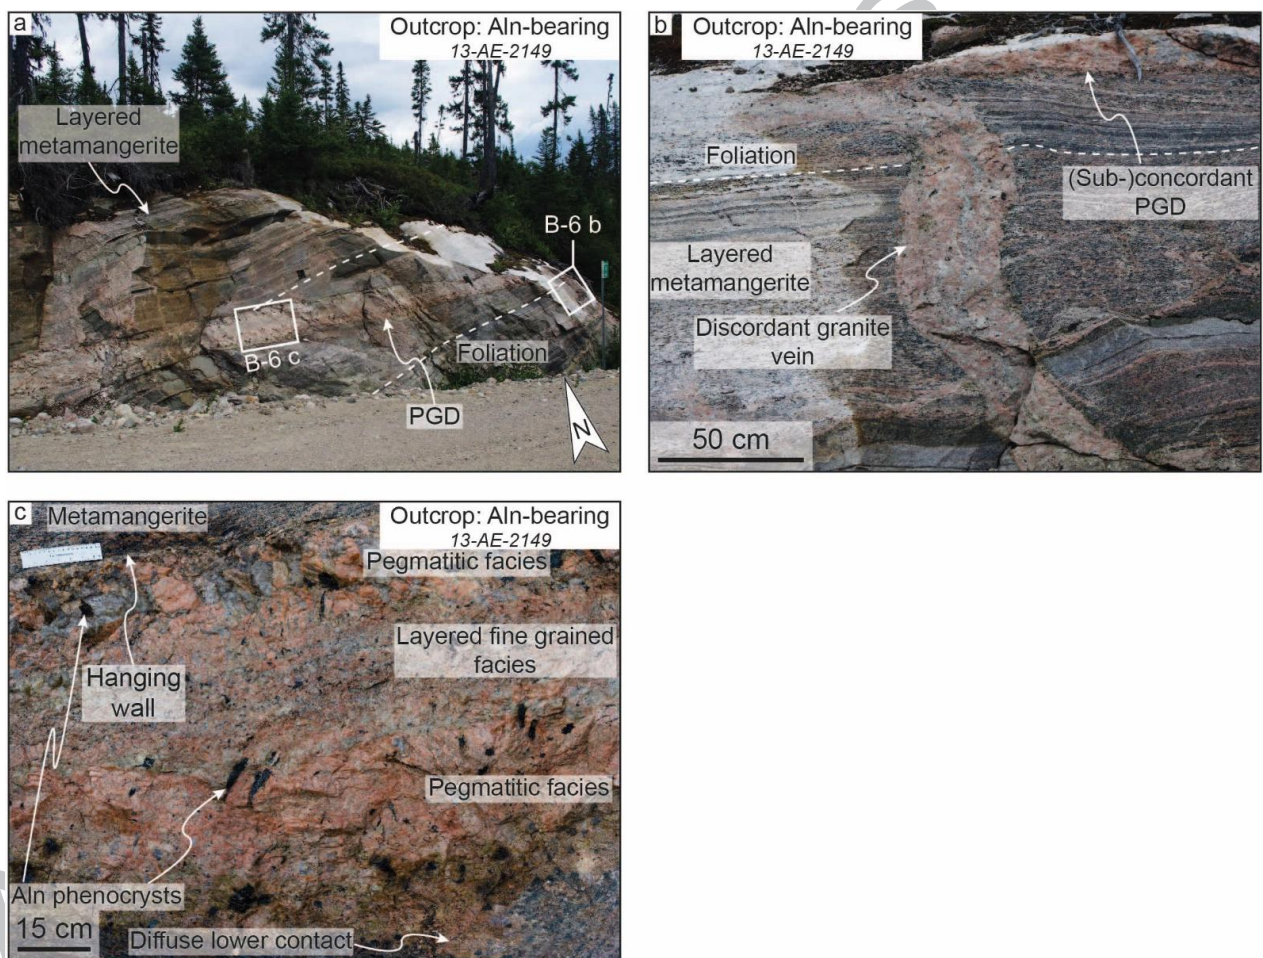 a
Outcrop: Aln-bearing
13-AE-2149
Layered
metamangerite
B-6 b
B-6 c
Foliation
PGD
N
b
Outcrop: Aln-bearing
13-AE-2149
Foliation
(Sub-)concordant
PGD
Layered
metamangerite
Discordant granite
vein
50 cm
c
Metamangerite
Outcrop: Aln-bearing
13-AE-2149
Pegmatitic facies
Layered fine grained
facies
Hanging
wall
Pegmatitic facies
Aln phenocrysts
15 cm
Diffuse lower contact